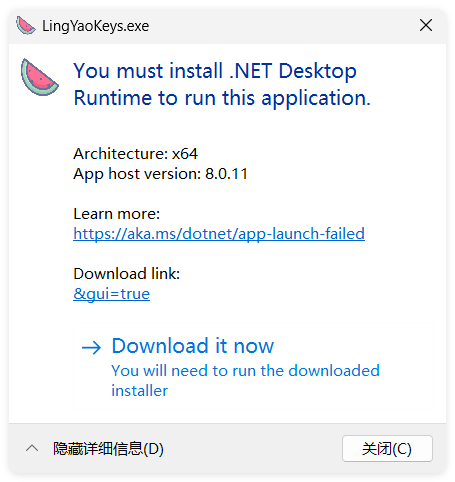 LingYaoKeys.exe
You must install .NET Desktop
Runtime to run this application.
Architecture: x64
App host version: 8.0.11
Learn more:
https://aka.ms/dotnet/app-launch-failed
Download link:
&gui=true
Download it now
You will need to run the downloaded
installer
隐藏详细信息(D)
关闭(C)